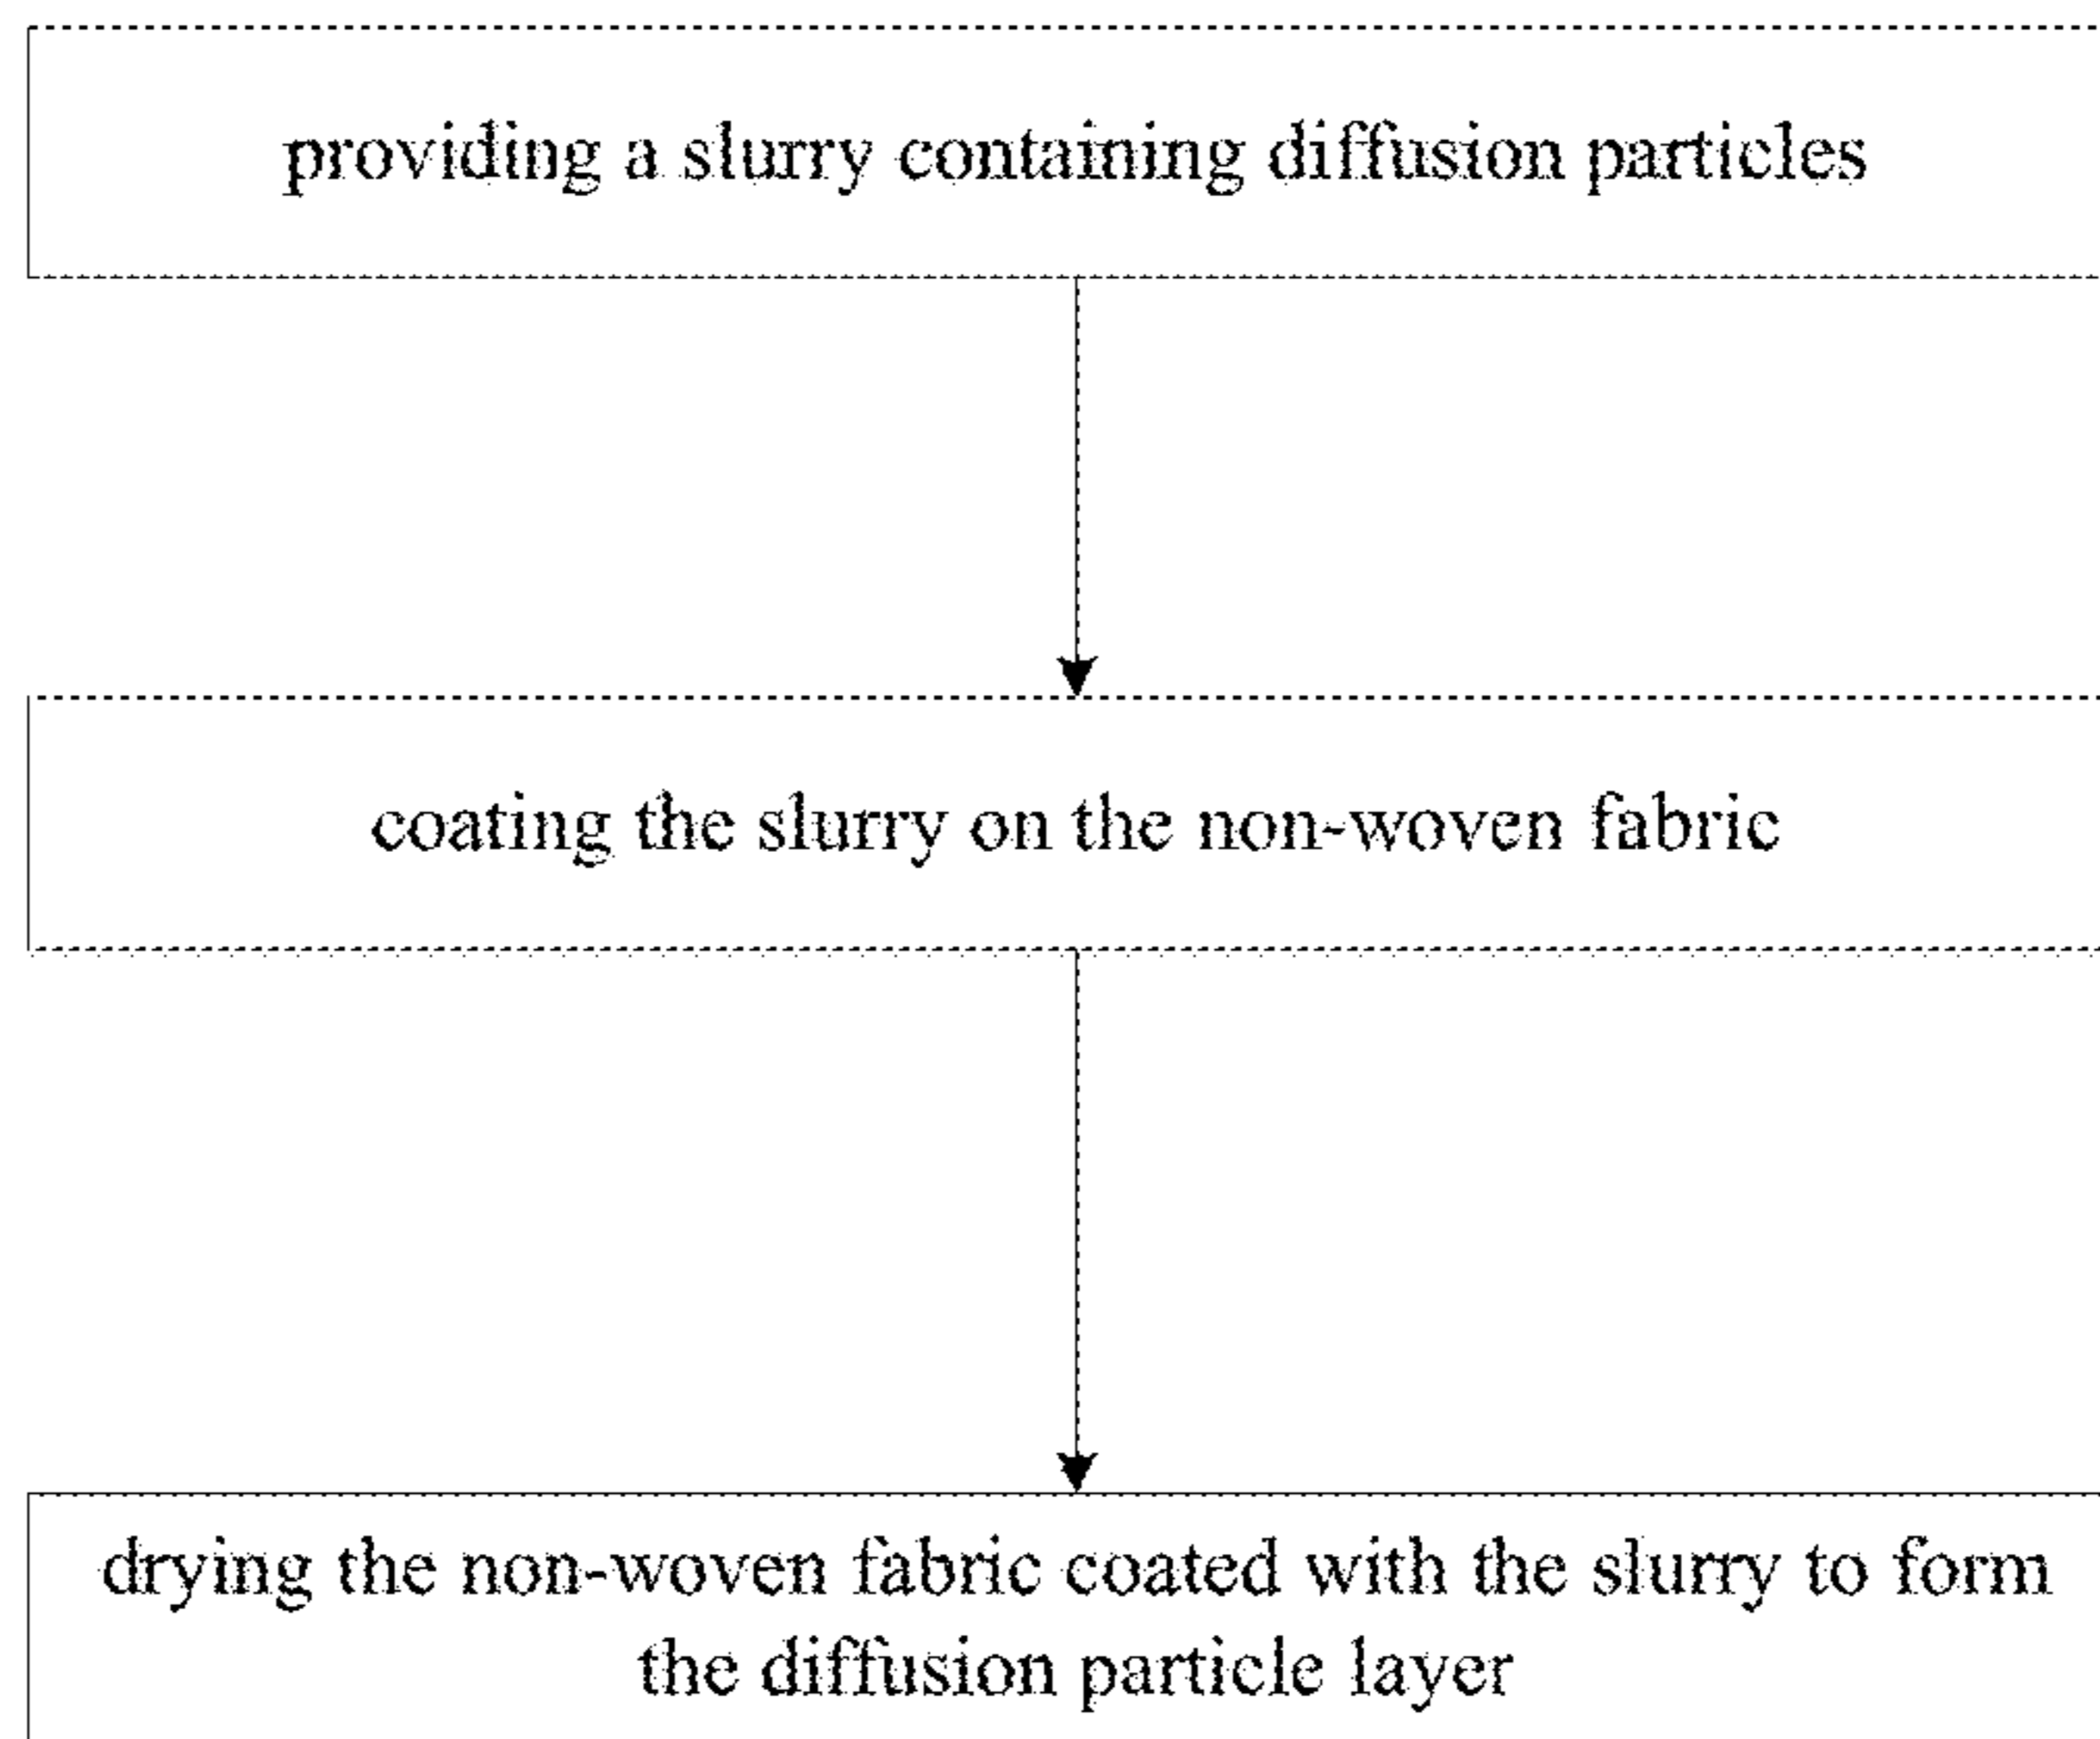 providing a slurry containing diffusion particles
coating the slurry on the non-woven fabric
drying the non-woven fabric coated with the slurry to form
the diffusion particle layer